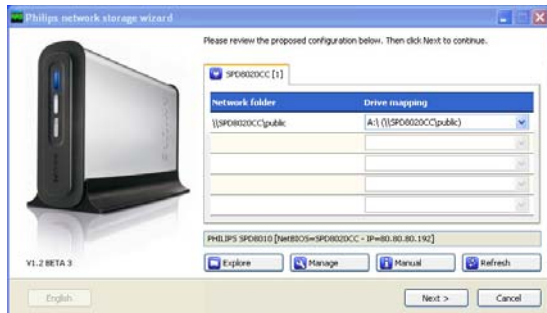 Philips network storage wizard
Please review the proposed configuration below. Then click Next to continue.
SPD8020CC [1]
Network folder Drive mapping
\\SPD8020CC\public A:\ (\\SPD8020CC\public)
PHILIPS SPD8010 [NetBIOS=SPD8020CC - IP=80.80.80.192]
V1.2 BETA 3
Explore Manage Manual Refresh
English Next > Cancel